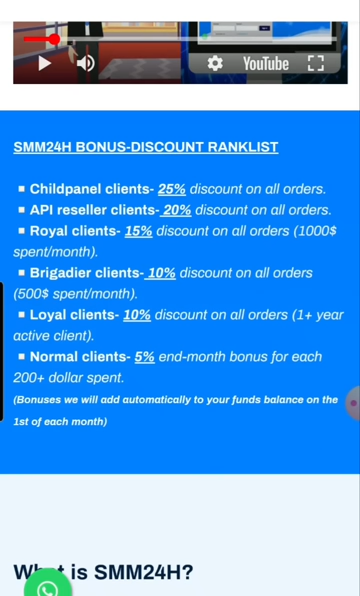 YouTube
SMM24H BONUS-DISCOUNT RANKLIST
▪ Childpanel clients- 25% discount on all orders.
▪ API reseller clients- 20% discount on all orders.
▪ Royal clients- 15% discount on all orders (1000$
spent/month).
▪ Brigadier clients- 10% discount on all orders
(500$ spent/month).
▪ Loyal clients- 10% discount on all orders (1+ year
active client).
▪ Normal clients- 5% end-month bonus for each
200+ dollar spent.
(Bonuses we will add automatically to your funds balance on the
1st of each month)
What is SMM24H?